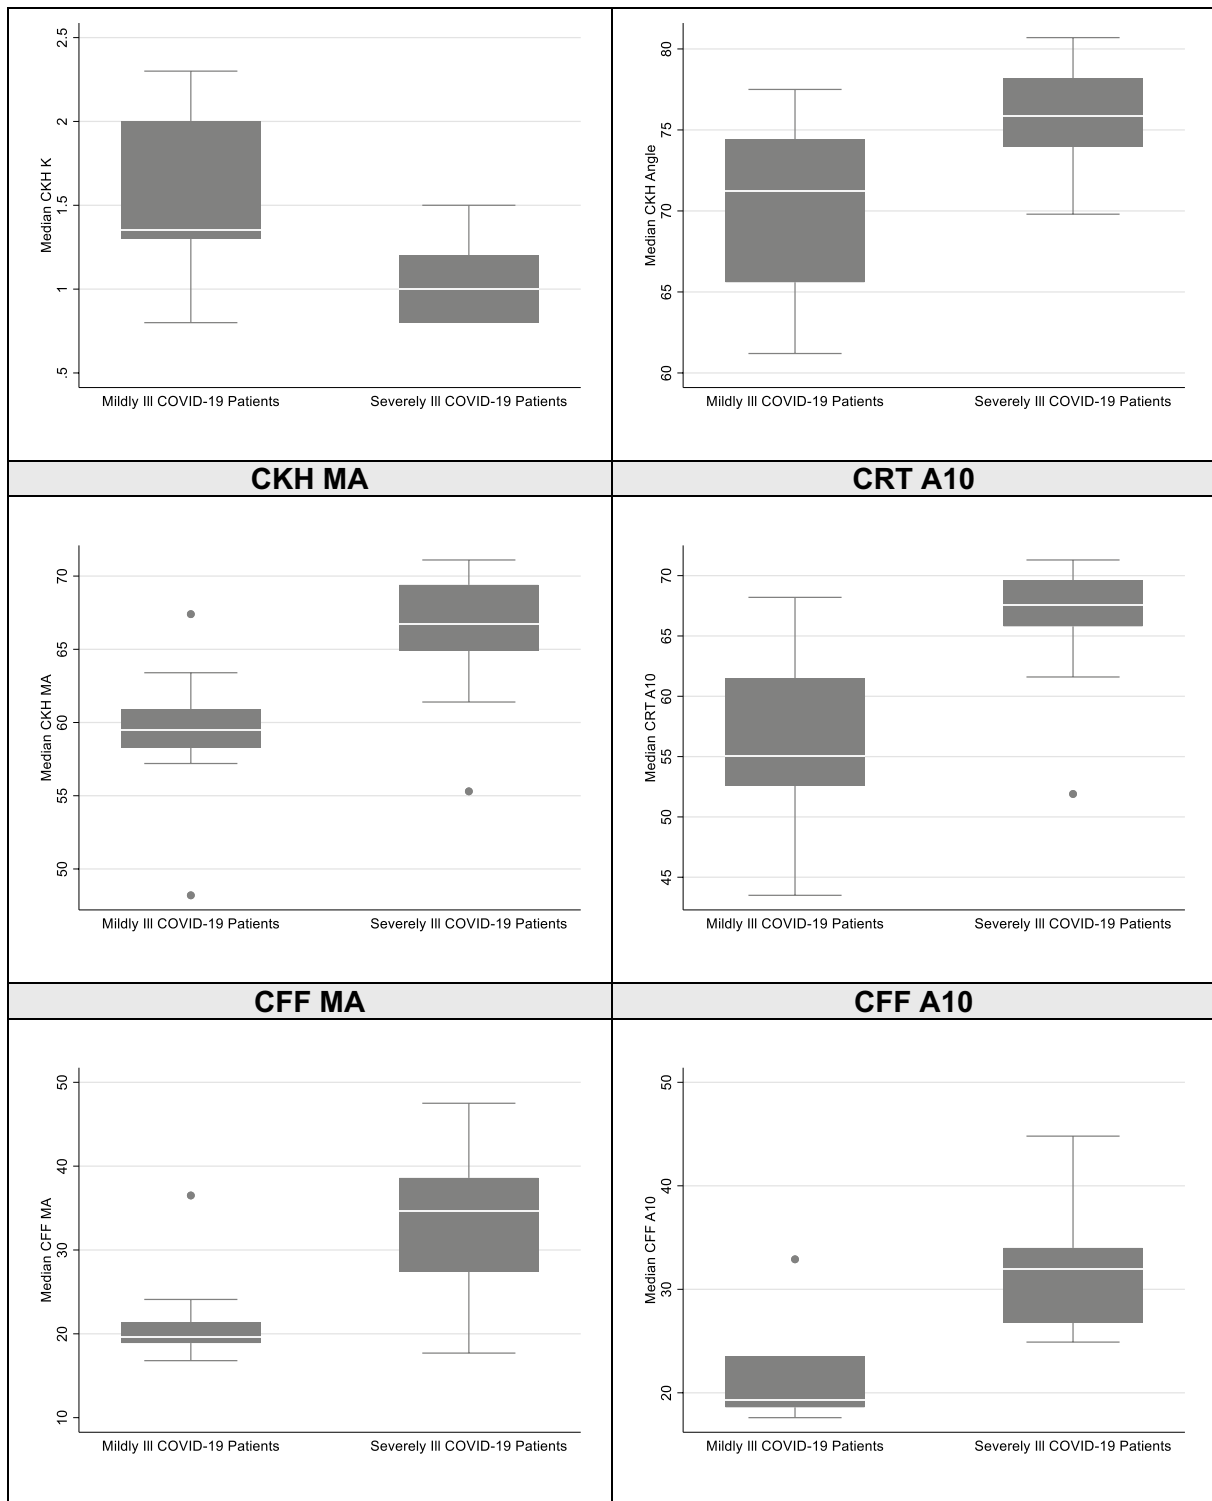 Median CKH K
2.5
2
1.5
1
.5
Mildly Ill COVID-19 Patients
Severely Ill COVID-19 Patients
Median CKH Angle
80
75
70
65
60
Mildly Ill COVID-19 Patients
Severely Ill COVID-19 Patients
CKH MA
CRT A10
Median CKH MA
70
65
60
55
50
Mildly Ill COVID-19 Patients
Severely Ill COVID-19 Patients
Median CRT A10
70
65
60
55
50
45
Mildly Ill COVID-19 Patients
Severely Ill COVID-19 Patients
CFF MA
CFF A10
Median CFF MA
50
40
30
20
10
Mildly Ill COVID-19 Patients
Severely Ill COVID-19 Patients
Median CFF A10
50
40
30
20
Mildly Ill COVID-19 Patients
Severely Ill COVID-19 Patients